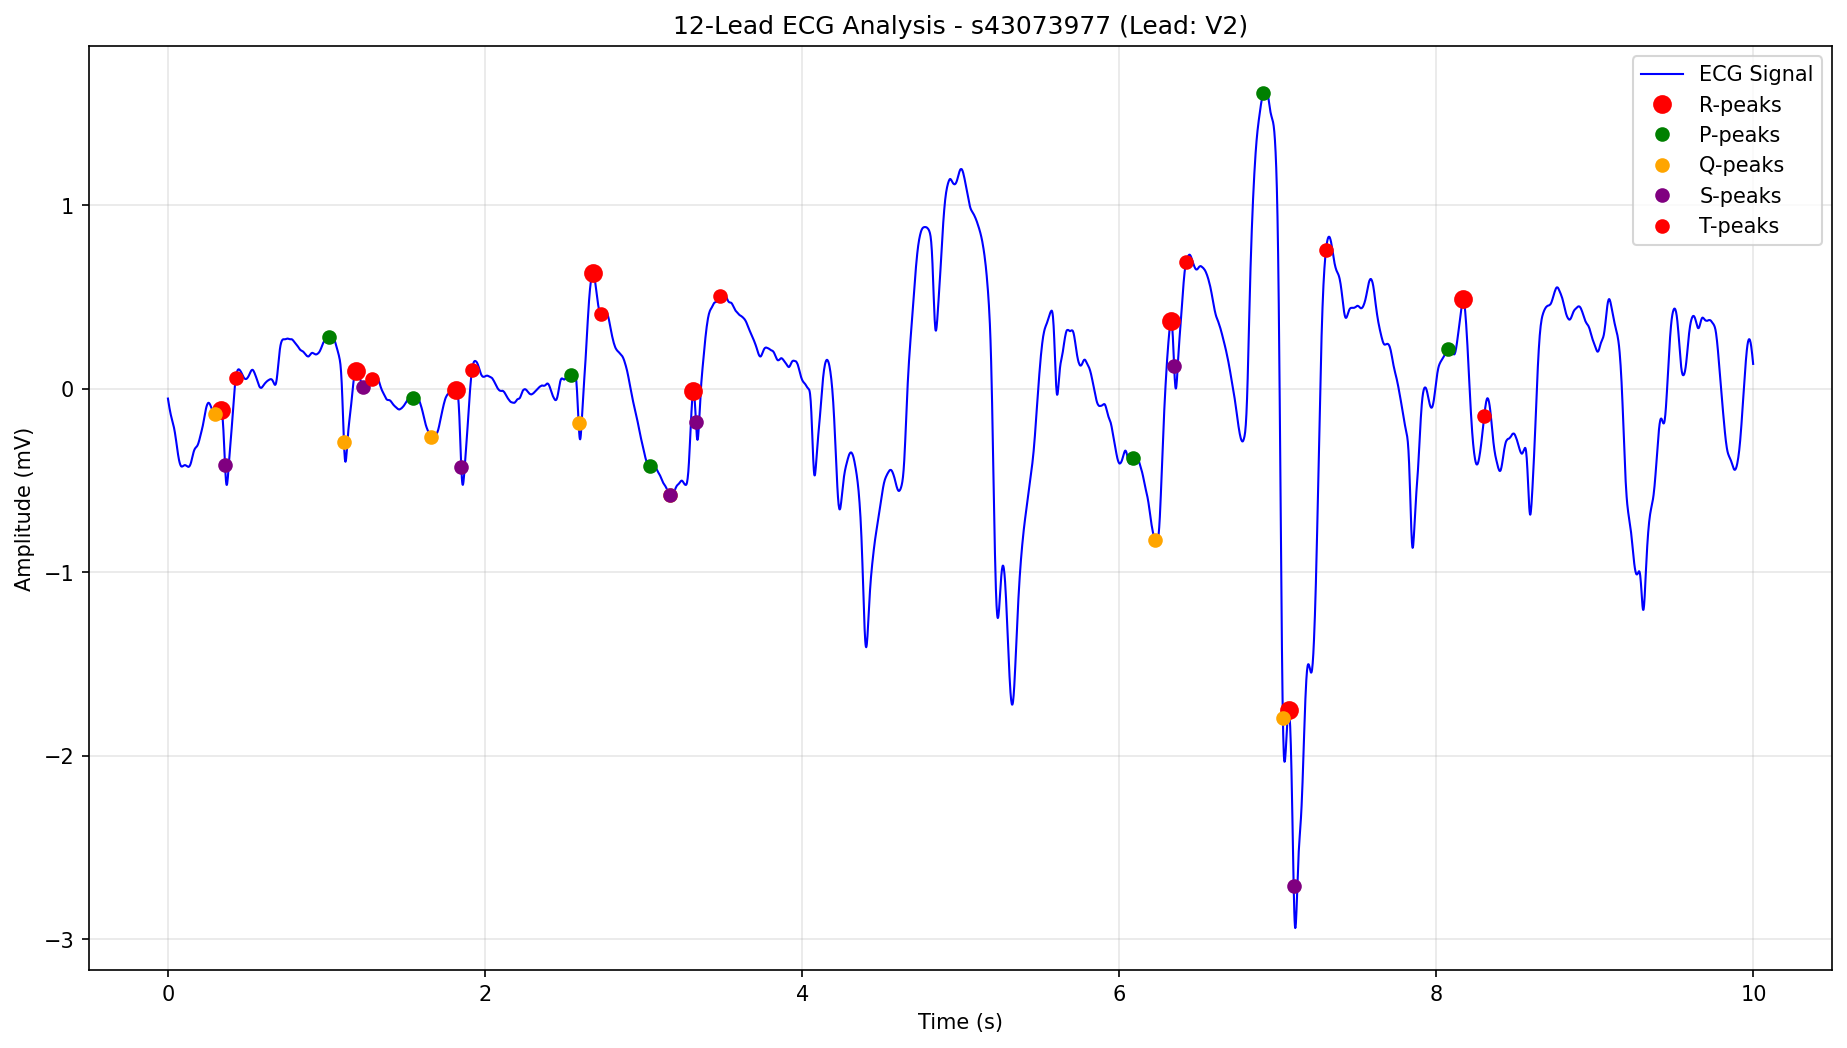 12-Lead ECG Analysis - s43073977 (Lead: V2)
ECG Signal
R-peaks
P-peaks
Q-peaks
S-peaks
T-peaks
Amplitude (mV)
1
0
−1
−2
−3
0 2 4 6 8 10
Time (s)